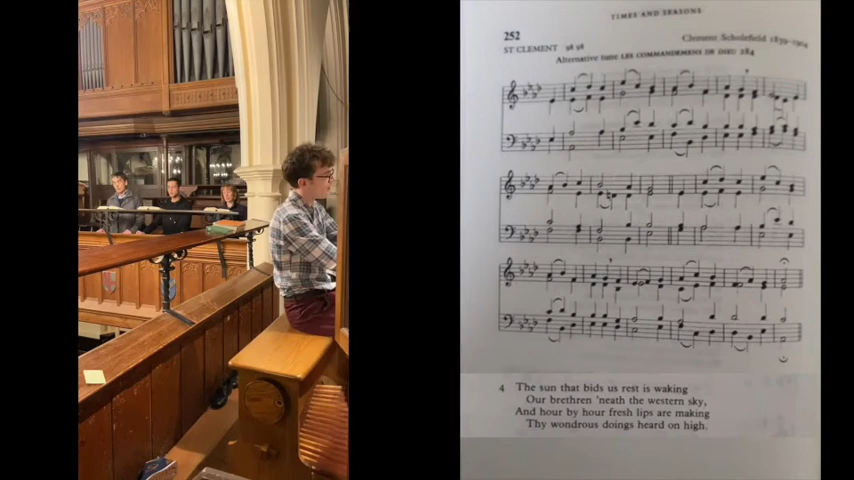 TIMES AND SEASONS
252
ST CLEMENT 98 98
Clement Scholefield 1839–1904
Alternative tune LES COMMANDEMENS DE DIEU 284
4 The sun that bids us rest is waking
Our brethren 'neath the western sky,
And hour by hour fresh lips are making
Thy wondrous doings heard on high.